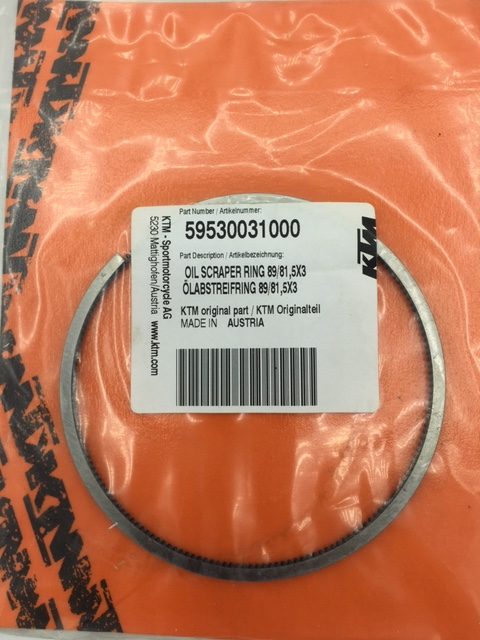 Part Number / Artikelnummer:
59530031000
Part Description / Artikelbezeichnung:
OIL SCRAPER RING 89/81,5X3
ÖLABSTREIFRING 89/81,5X3
KTM original part / KTM Originalteil
MADE IN AUSTRIA
KTM - Sportmotorcycle AG
5230 Mattighofen/Austria www.ktm.com
KTM